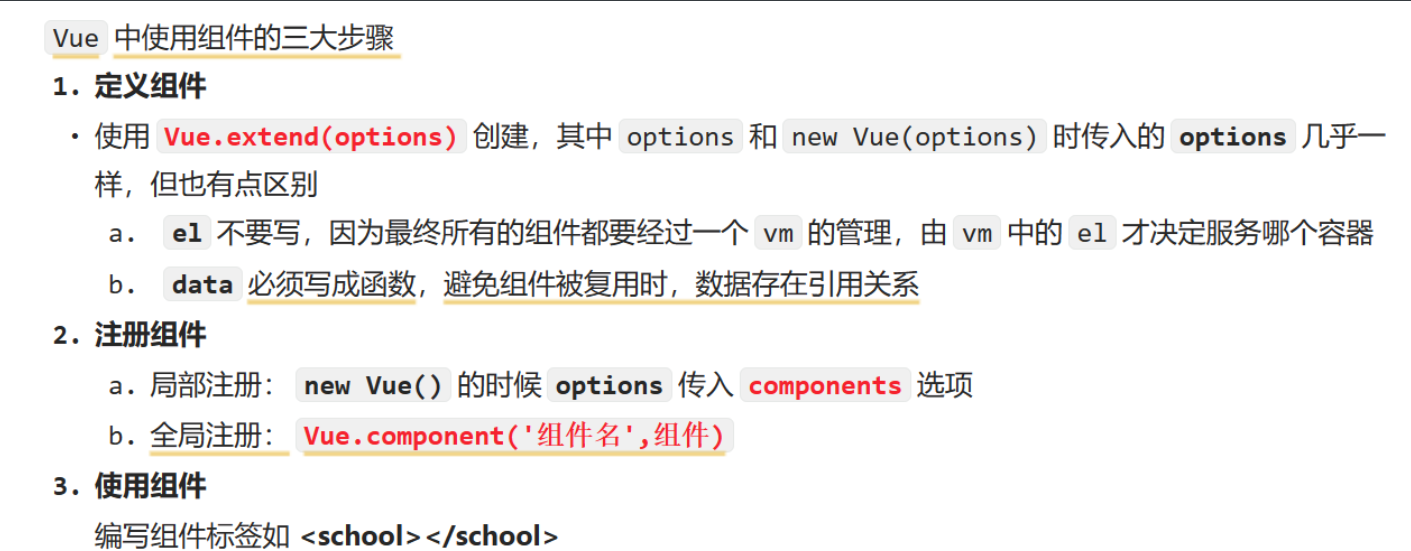 Vue 中使用组件的三大步骤
1. 定义组件
· 使用 Vue.extend(options) 创建，其中 options 和 new Vue(options) 时传入的 options 几乎一
样，但也有点区别
a. el 不要写，因为最终所有的组件都要经过一个 vm 的管理，由 vm 中的 el 才决定服务哪个容器
b. data 必须写成函数，避免组件被复用时，数据存在引用关系
2. 注册组件
a. 局部注册： new Vue() 的时候 options 传入 components 选项
b. 全局注册： Vue.component('组件名',组件)
3. 使用组件
编写组件标签如 <school></school>